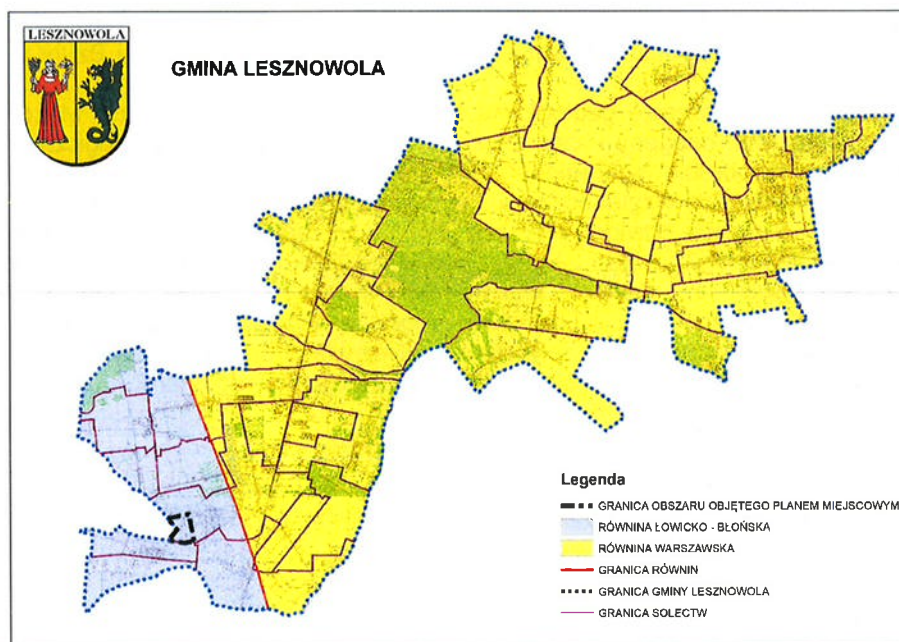 LESZNOWOLA
GMINA LESZNOWOLA
Legenda
GRANICA OBSZARU OBJĘTEGO PLANEM MIEJSCOWYM
RÓWNINA ŁOWICKO - BŁOŃSKA
RÓWNINA WARSZAWSKA
GRANICA RÓWNIN
GRANICA GMINY LESZNOWOLA
GRANICA SOŁECTW